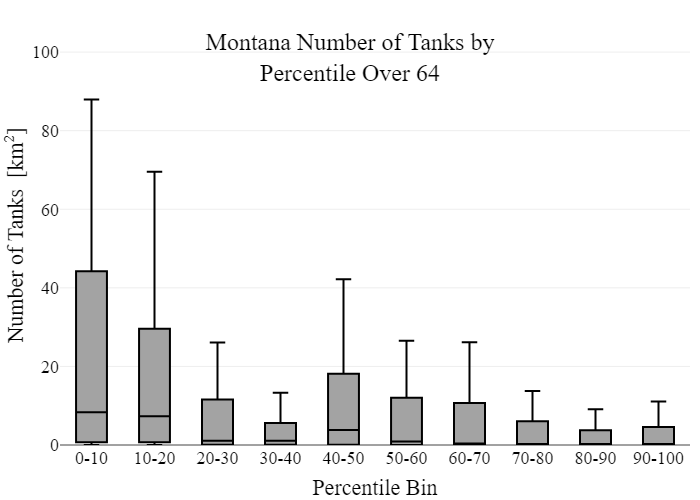 Montana Number of Tanks by
Percentile Over 64
Number of Tanks [km²]
100
80
60
40
20
0
0-10 10-20 20-30 30-40 40-50 50-60 60-70 70-80 80-90 90-100
Percentile Bin